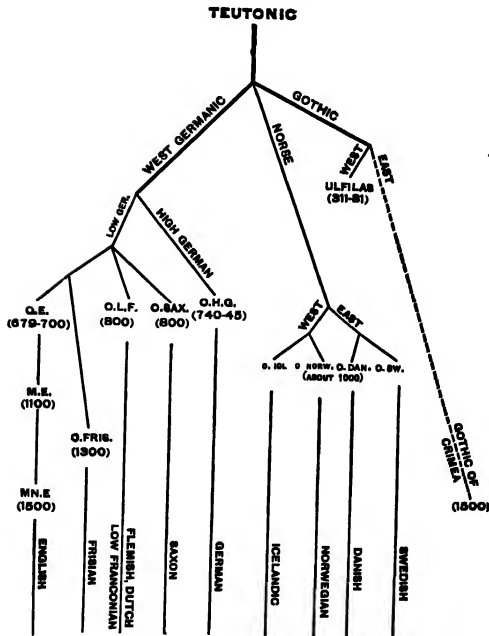 TEUTONIC
WEST GERMANIC
GOTHIC
NORSE
WEST
EAST
ULFILAS
(311-81)
LOW GER.
HIGH GERMAN
O.E.
(679-700)
O.L.F.
(800)
O.SAX.
(800)
O.H.G.
(740-45)
WEST
EAST
O. ICL
O NORW.
O.DAN.
O.SW.
(ABOUT 1000)
M.E.
(1100)
O.FRIS.
(1300)
GOTHIC OF
CRIMEA
(1500)
MN.E
(1500)
ENGLISH
FRISIAN
FLEMISH, DUTCH
LOW FRANCONIAN
SAXON
GERMAN
ICELANDIC
NORWEGIAN
DANISH
SWEDISH